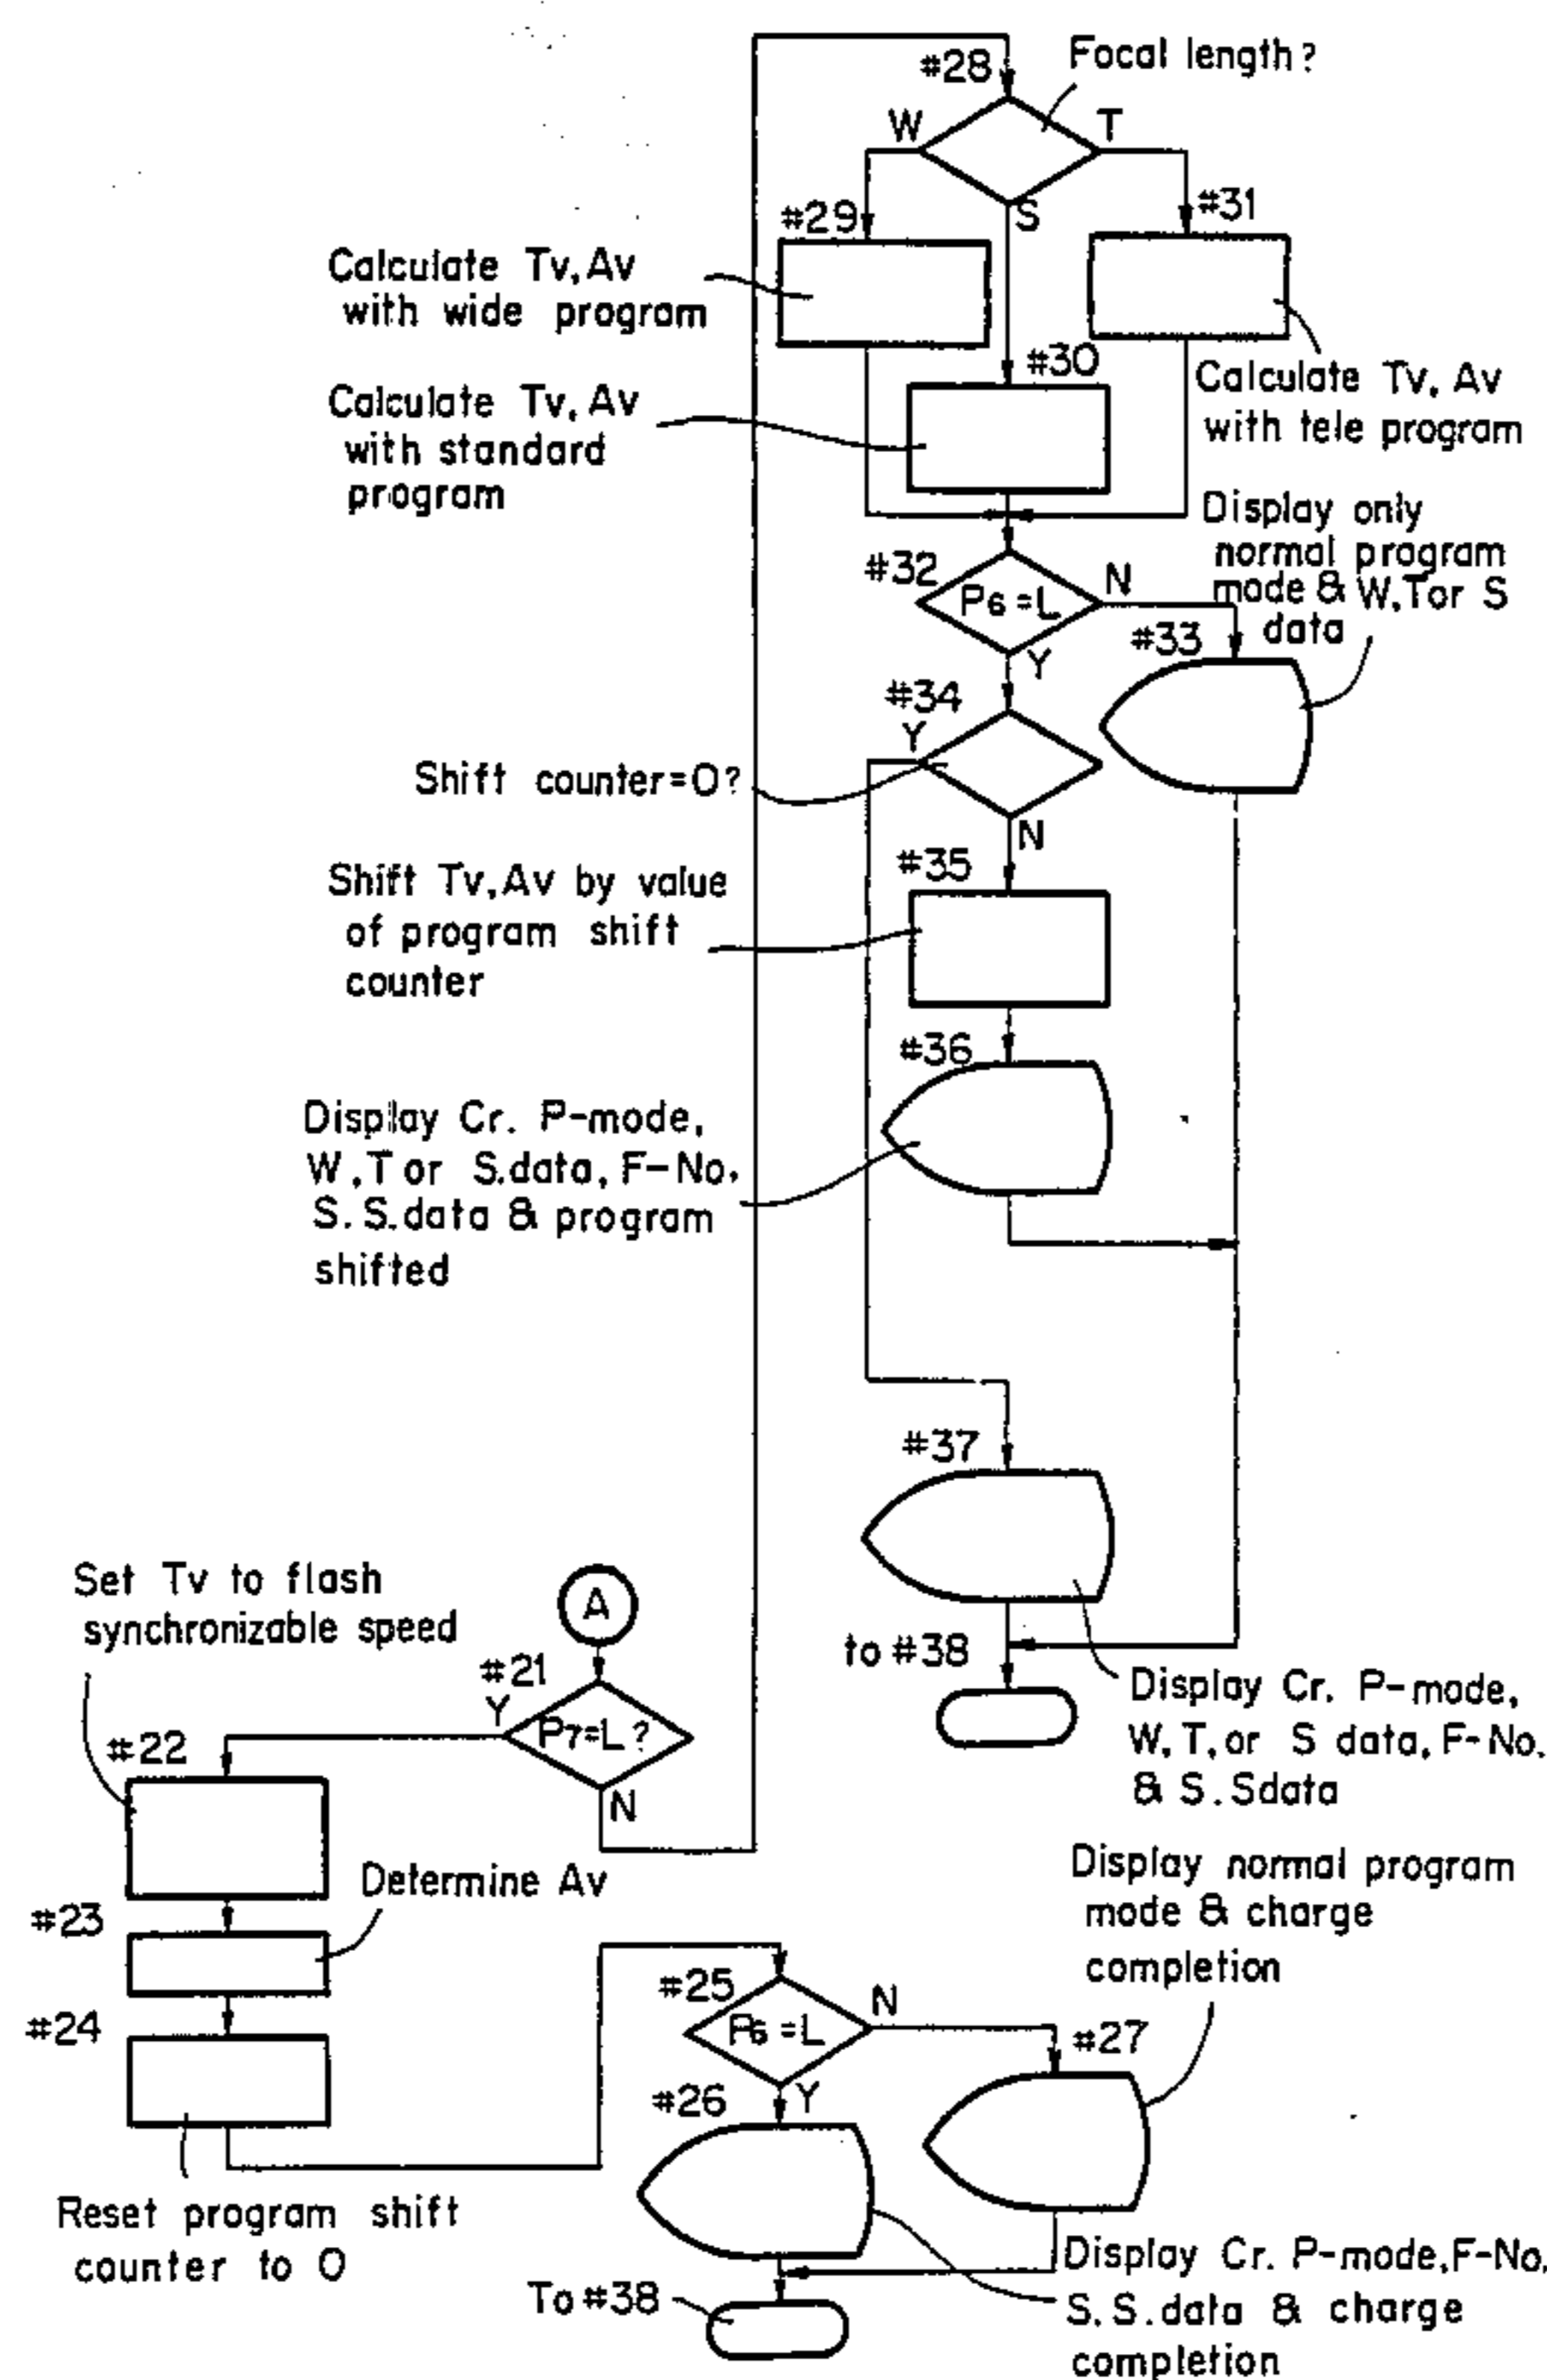 #28
Focal length?
W
T
S
#29
#31
Calculate Tv, Av
with wide program
#30
Calculate Tv, Av
with tele program
Calculate Tv, Av
with standard
program
Display only
normal program
mode & W,Tor S
data
#32
P6=L
N
Y
#33
#34
Y
Shift counter=0?
N
#35
Shift Tv,Av by value
of program shift
counter
#36
Display Cr. P-mode,
W,T or S.data, F-No,
S.S.data & program
shifted
#37
Set Tv to flash
synchronizable speed
A
to #38
#21
Y
P7=L?
N
Display Cr. P-mode,
W,T,or S data, F-No.
& S.Sdata
#22
Determine Av
#23
Display normal program
mode & charge
completion
#24
#25
P6=L
N
Y
#27
#26
Reset program shift
counter to 0
Display Cr. P-mode,F-No,
S.S.data & charge
completion
To #38